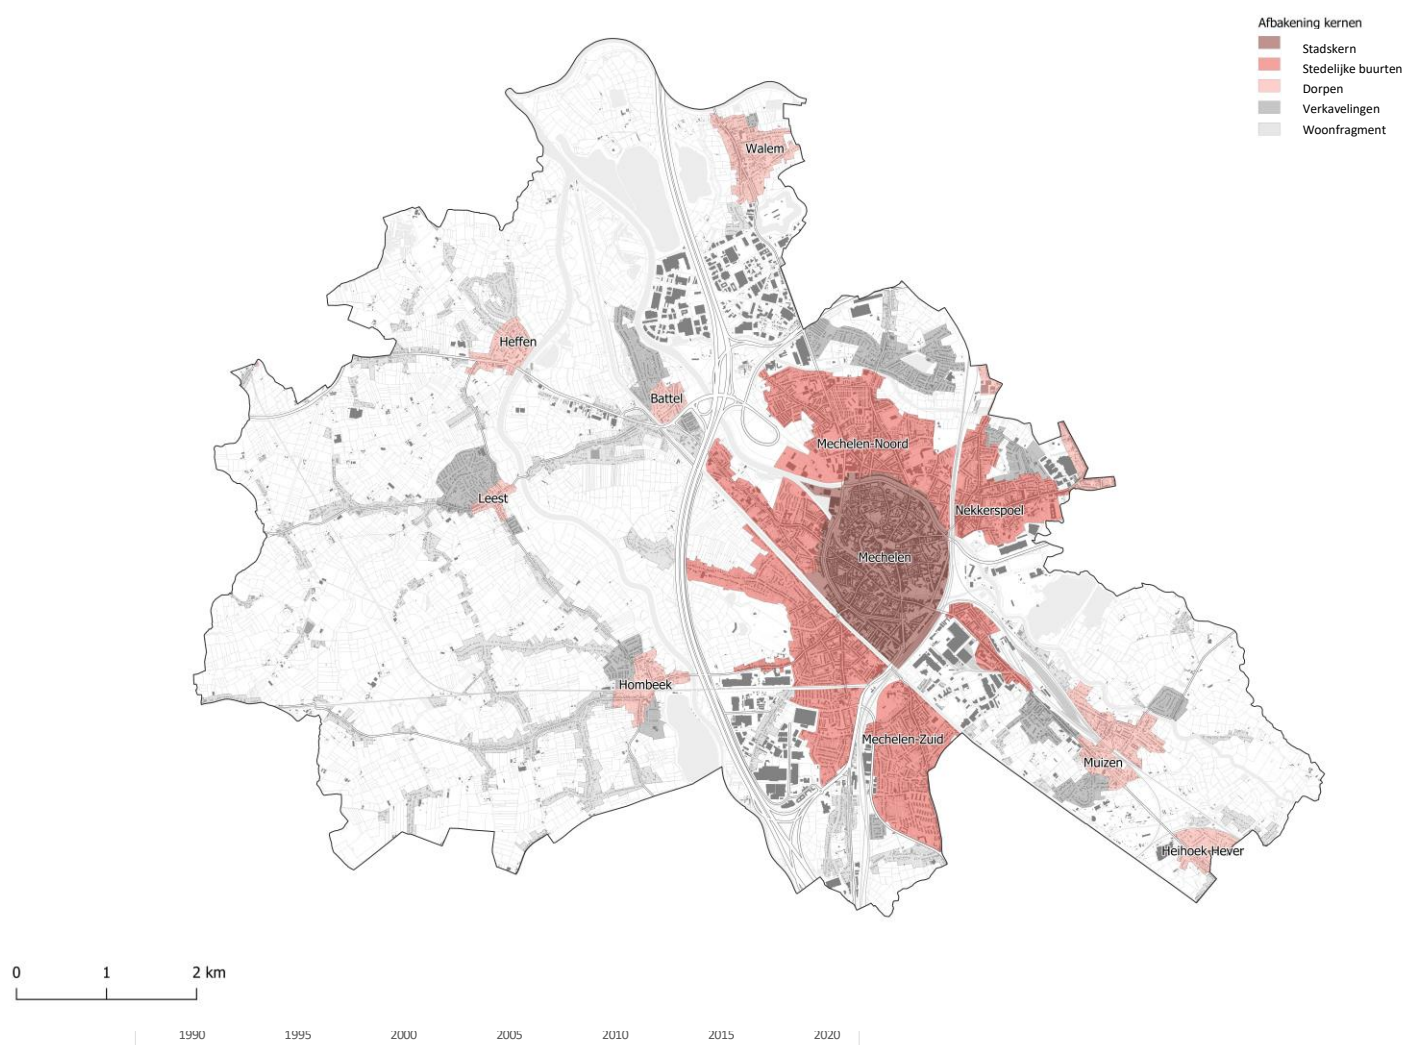 Afbakening kernen
Stadskern
Stedelijke buurten
Dorpen
Verkavelingen
Woonfragment
Walem
Heffen
Battel
Mechelen-Noord
Leest
Nekkerspoel
Mechelen
Hombeek
Mechelen-Zuid
Muizen
Heihoek-Hever
0 1 2 km
1990 1995 2000 2005 2010 2015 2020